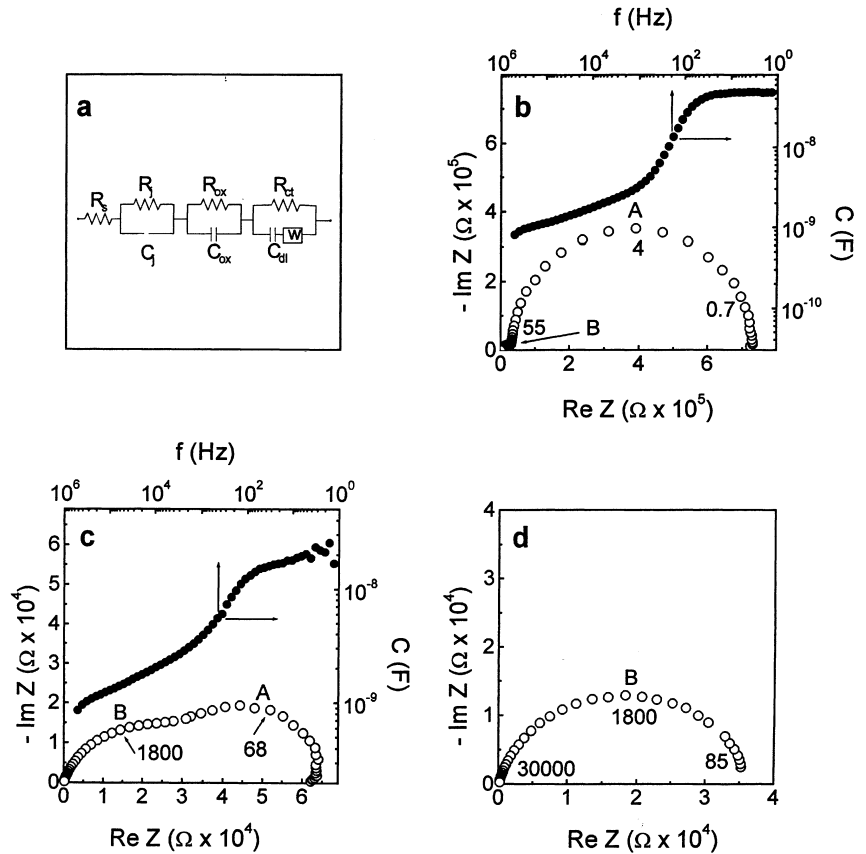 a
R_s
R_j
R_ox
R_ct
C_j
C_ox
C_dl
W
f (Hz)
10^6 10^4 10^2 10^0
b
- Im Z (Ω x 10^5)
6
4
2
0
A
4
0.7
55
B
10^-8
10^-9
10^-10
C (F)
0 2 4 6
Re Z (Ω x 10^5)
f (Hz)
10^6 10^4 10^2 10^0
c
- Im Z (Ω x 10^4)
6
5
4
3
2
1
0
B
A
1800
68
10^-8
10^-9
C (F)
0 1 2 3 4 5 6
Re Z (Ω x 10^4)
d
- Im Z (Ω x 10^4)
4
3
2
1
0
B
1800
30000
85
0 1 2 3 4
Re Z (Ω x 10^4)